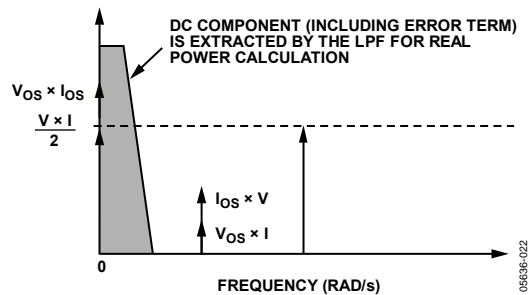 DC COMPONENT (INCLUDING ERROR TERM)
IS EXTRACTED BY THE LPF FOR REAL
POWER CALCULATION
VOS × IOS
V × I
2
IOS × V
VOS × I
0
FREQUENCY (RAD/s)
05636-022